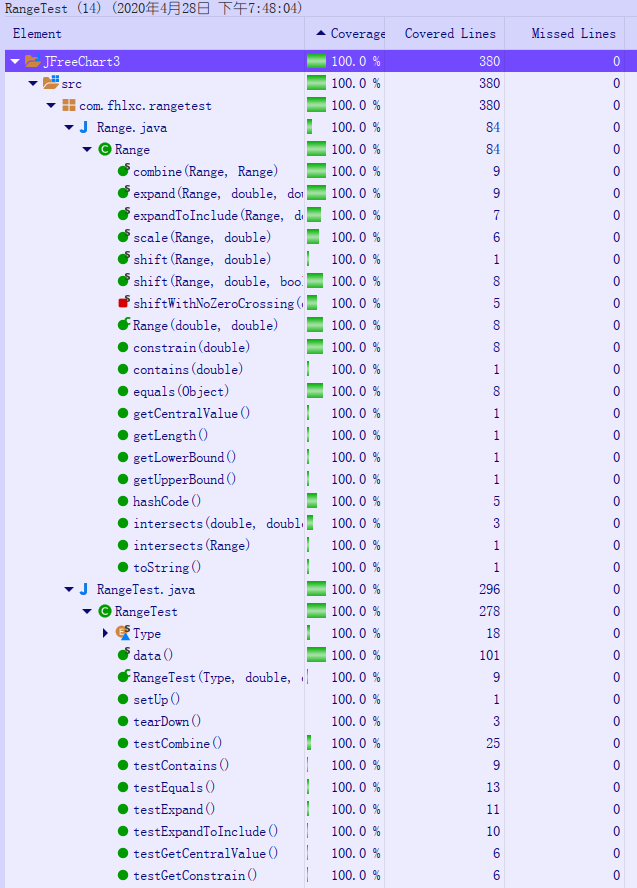 RangeTest (14) (2020年4月28日 下午7:48:04)
Element Coverage Covered Lines Missed Lines
JFreeChart3 100.0 % 380 0
src 100.0 % 380 0
com.fhlxc.rangetest 100.0 % 380 0
Range.java 100.0 % 84 0
Range 100.0 % 84 0
combine(Range, Range) 100.0 % 9 0
expand(Range, double, dou 100.0 % 9 0
expandToInclude(Range, do 100.0 % 7 0
scale(Range, double) 100.0 % 6 0
shift(Range, double) 100.0 % 1 0
shift(Range, double, boo 100.0 % 8 0
shiftWithNoZeroCrossing(d 100.0 % 5 0
Range(double, double) 100.0 % 8 0
constrain(double) 100.0 % 8 0
contains(double) 100.0 % 1 0
equals(Object) 100.0 % 8 0
getCentralValue() 100.0 % 1 0
getLength() 100.0 % 1 0
getLowerBound() 100.0 % 1 0
getUpperBound() 100.0 % 1 0
hashCode() 100.0 % 5 0
intersects(double, double 100.0 % 3 0
intersects(Range) 100.0 % 1 0
toString() 100.0 % 1 0
RangeTest.java 100.0 % 296 0
RangeTest 100.0 % 278 0
Type 100.0 % 18 0
data() 100.0 % 101 0
RangeTest(Type, double, 100.0 % 9 0
setUp() 100.0 % 1 0
tearDown() 100.0 % 3 0
testCombine() 100.0 % 25 0
testContains() 100.0 % 9 0
testEquals() 100.0 % 13 0
testExpand() 100.0 % 11 0
testExpandToInclude() 100.0 % 10 0
testGetCentralValue() 100.0 % 6 0
testGetConstrain() 100.0 % 6 0